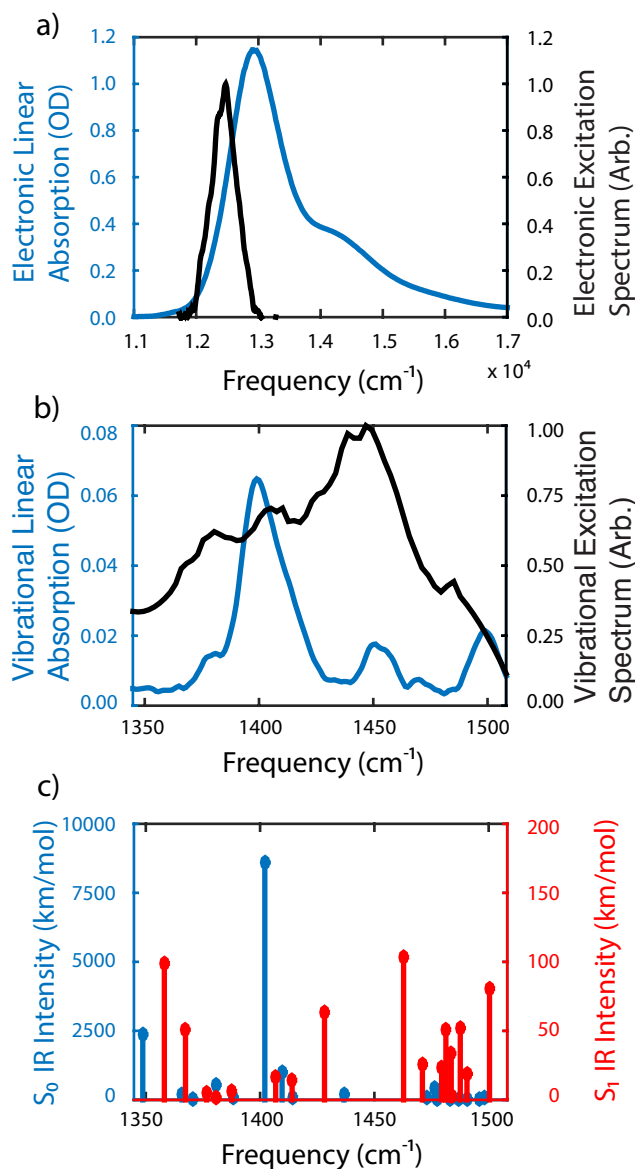 a)
1.2
1.0
0.8
0.6
0.4
0.2
0.0
Electronic Linear
Absorption (OD)
1.2
1.0
0.8
0.6
0.4
0.2
0.0
Electronic Excitation
Spectrum (Arb.)
1.1 1.2 1.3 1.4 1.5 1.6 1.7
x 10⁴
Frequency (cm⁻¹)
b)
0.08
0.06
0.04
0.02
0.00
Vibrational Linear
Absorption (OD)
1.00
0.75
0.50
0.25
0.00
Vibrational Excitation
Spectrum (Arb.)
1350 1400 1450 1500
Frequency (cm⁻¹)
c)
10000
7500
5000
2500
0
S₀ IR Intensity (km/mol)
200
150
100
50
0
S₁ IR Intensity (km/mol)
1350 1400 1450 1500
Frequency (cm⁻¹)